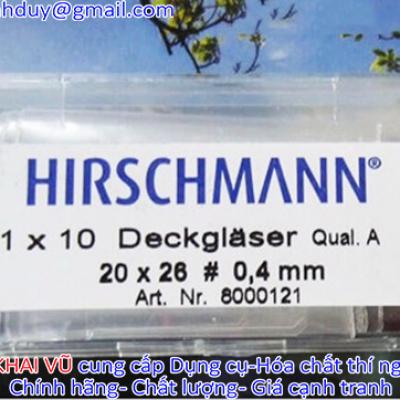 hduy@gmail.com
HIRSCHMANN®
1 x 10 Deckgläser Qual. A
20 x 26 # 0,4 mm
Art. Nr. 8000121
KHAI VŨ cung cấp Dụng cụ-Hóa chất thí ng
Chính hãng- Chất lượng- Giá cạnh tranh